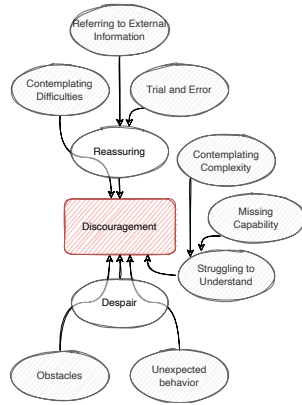 Referring to External
Information
Contemplating
Difficulties
Trial and Error
Reassuring
Contemplating
Complexity
Discouragement
Missing
Capability
Struggling to
Understand
Despair
Obstacles
Unexpected
behavior